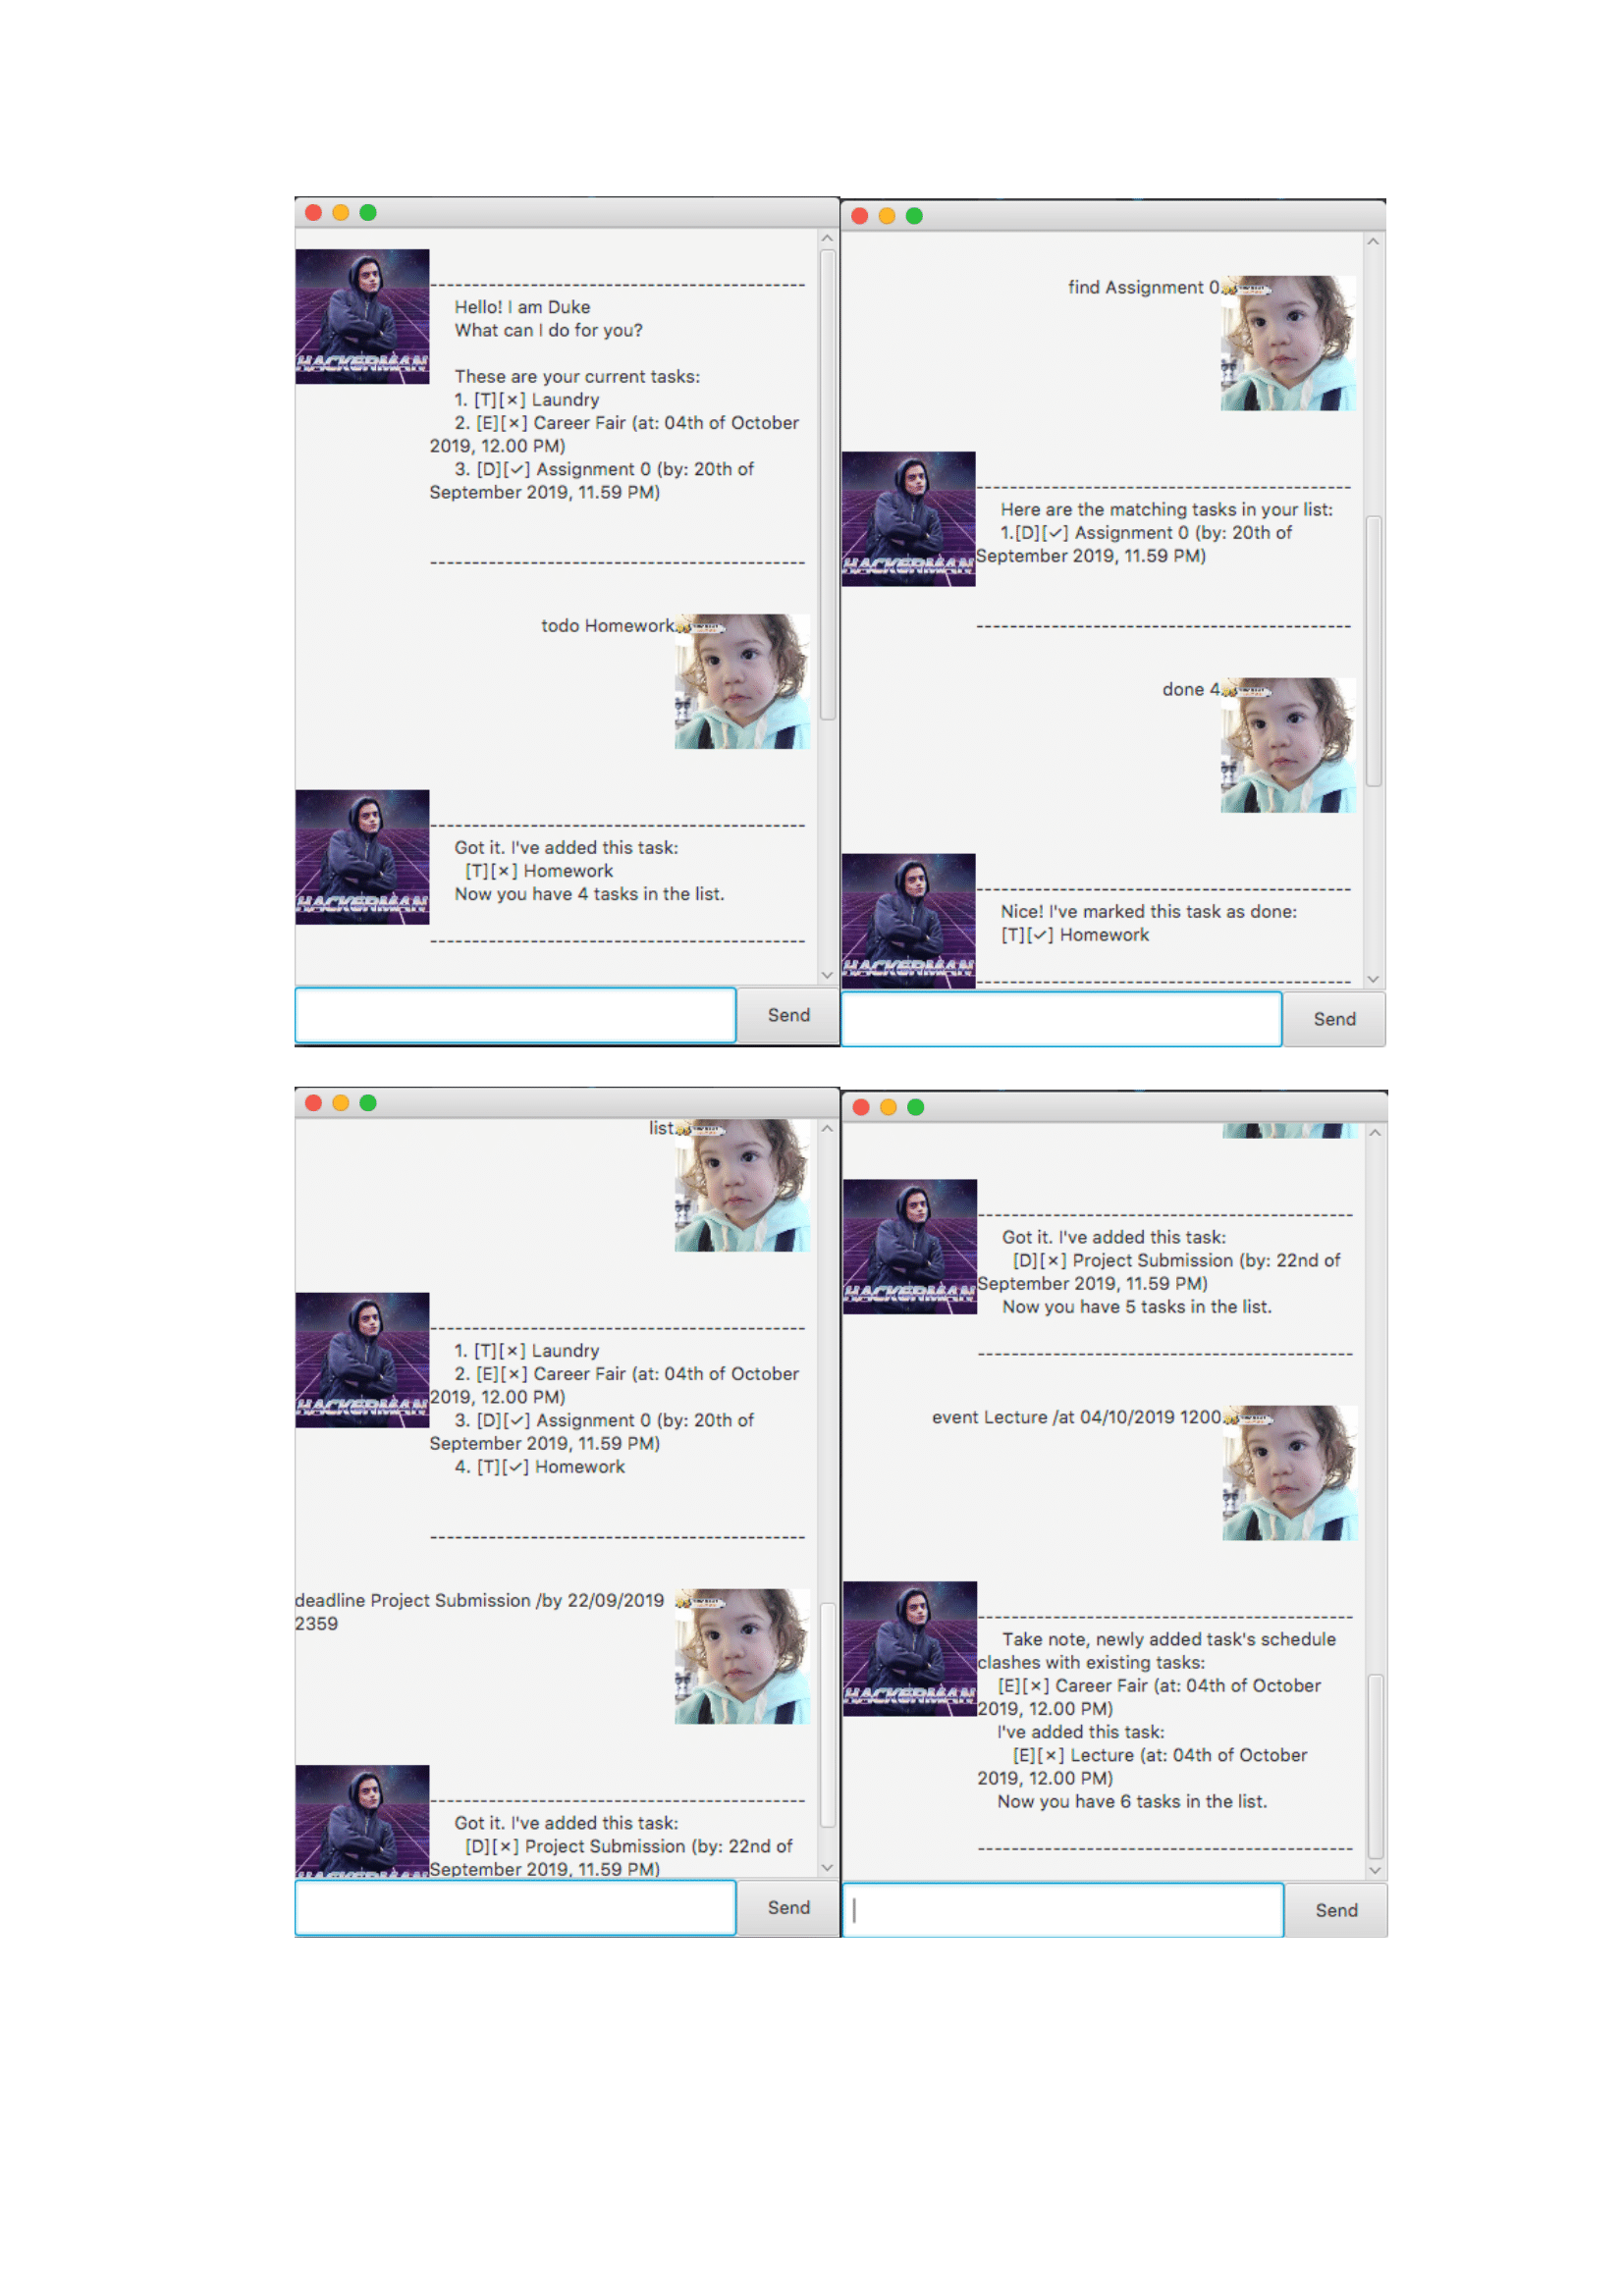 --------------------------------------------
Hello! I am Duke
What can I do for you?
These are your current tasks:
1. [T][×] Laundry
2. [E][×] Career Fair (at: 04th of October
2019, 12.00 PM)
3. [D][✓] Assignment 0 (by: 20th of
September 2019, 11.59 PM)
--------------------------------------------
HACKERMAN
todo Homework
--------------------------------------------
Got it. I've added this task:
[T][×] Homework
Now you have 4 tasks in the list.
--------------------------------------------
HACKERMAN
Send
find Assignment 0
--------------------------------------------
Here are the matching tasks in your list:
1.[D][✓] Assignment 0 (by: 20th of
September 2019, 11.59 PM)
--------------------------------------------
HACKERMAN
done 4
--------------------------------------------
Nice! I've marked this task as done:
[T][✓] Homework
--------------------------------------------
HACKERMAN
Send
list
--------------------------------------------
1. [T][×] Laundry
2. [E][×] Career Fair (at: 04th of October
2019, 12.00 PM)
3. [D][✓] Assignment 0 (by: 20th of
September 2019, 11.59 PM)
4. [T][✓] Homework
--------------------------------------------
HACKERMAN
deadline Project Submission /by 22/09/2019
2359
--------------------------------------------
Got it. I've added this task:
[D][×] Project Submission (by: 22nd of
September 2019, 11.59 PM)
HACKERMAN
Send
--------------------------------------------
Got it. I've added this task:
[D][×] Project Submission (by: 22nd of
September 2019, 11.59 PM)
Now you have 5 tasks in the list.
--------------------------------------------
HACKERMAN
event Lecture /at 04/10/2019 1200
--------------------------------------------
Take note, newly added task's schedule
clashes with existing tasks:
[E][×] Career Fair (at: 04th of October
2019, 12.00 PM)
I've added this task:
[E][×] Lecture (at: 04th of October
2019, 12.00 PM)
Now you have 6 tasks in the list.
--------------------------------------------
HACKERMAN
Send